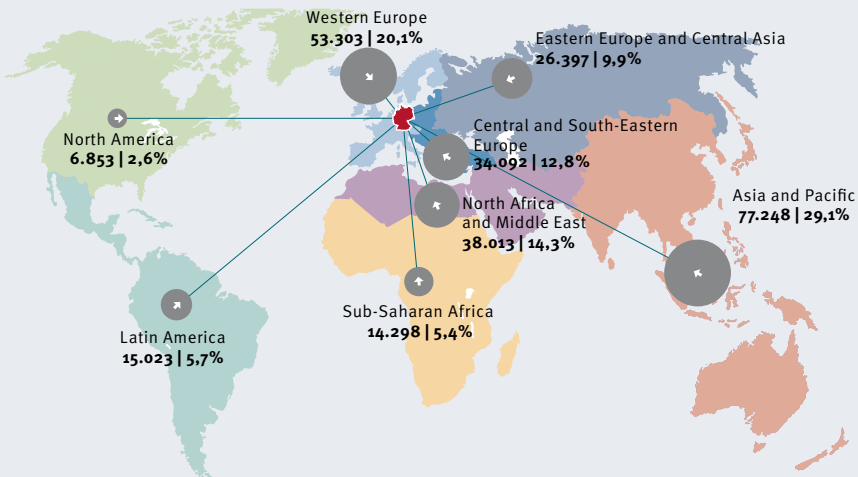 Western Europe
53.303 | 20,1%
Eastern Europe and Central Asia
26.397 | 9,9%
North America
6.853 | 2,6%
Central and South-Eastern
Europe
34.092 | 12,8%
Asia and Pacific
77.248 | 29,1%
North Africa
and Middle East
38.013 | 14,3%
Sub-Saharan Africa
14.298 | 5,4%
Latin America
15.023 | 5,7%